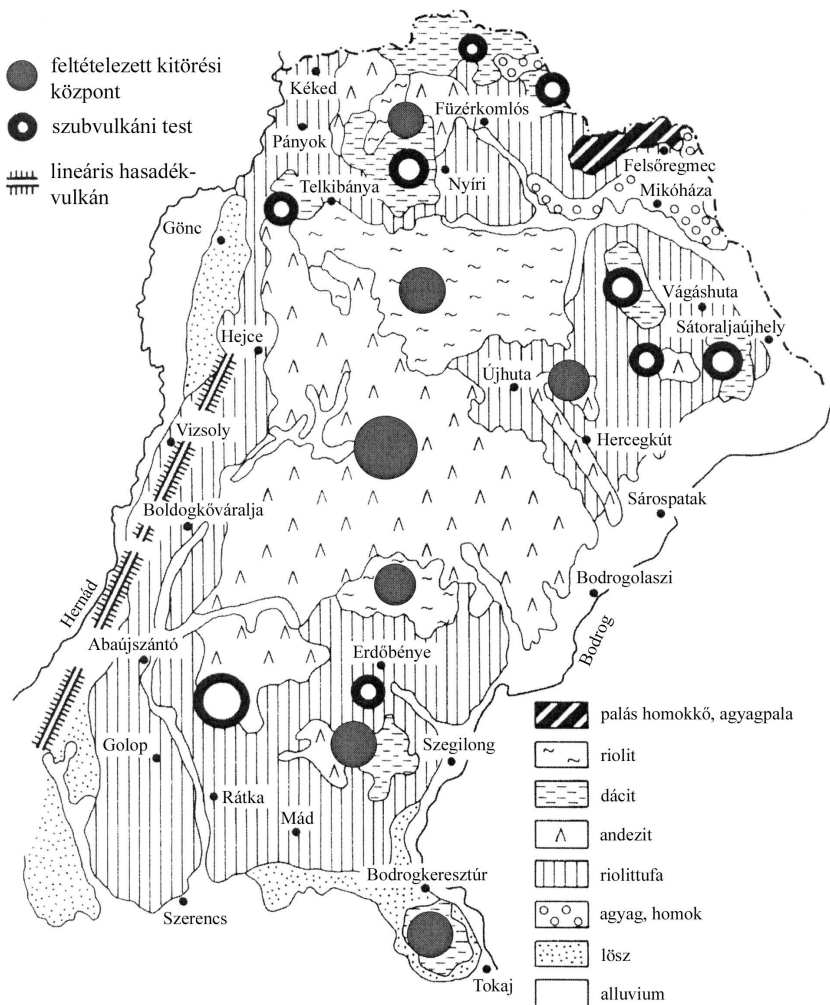 feltételezett kitörési
központ
szubvulkáni test
lineáris hasadék-
vulkán
Kéked
Füzérkomlós
Pányok
Felsőregmec
Telkibánya
Nyíri
Mikóháza
Gönc
Vágáshuta
Sátoraljaújhely
Hejce
Újhuta
Vizsoly
Hercegkút
Sárospatak
Boldogkőváralja
Bodrogolaszi
Hernád
Bodrog
Abaújszántó
Erdőbénye
Golop
Szegilong
Rátka
Mád
Bodrogkeresztúr
Szerencs
Tokaj
palás homokkő, agyagpala
riolit
dácit
andezit
riolittufa
agyag, homok
lösz
alluvium